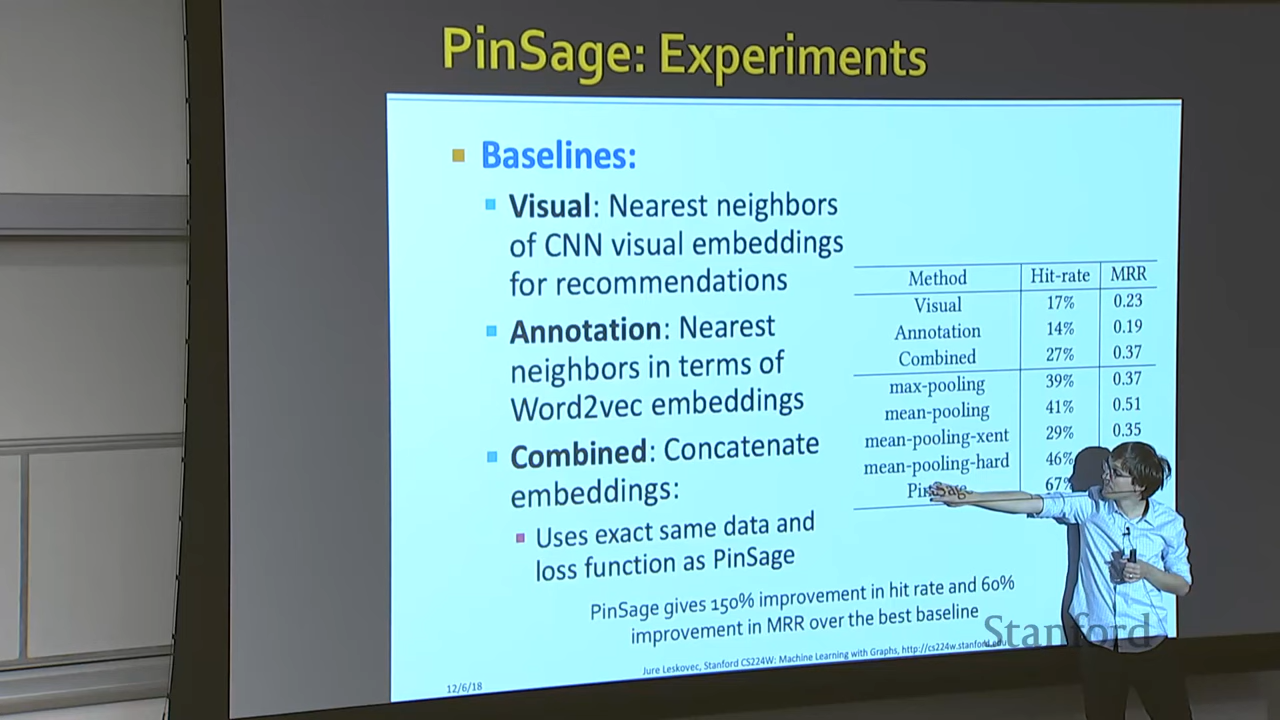 PinSage: Experiments
Baselines:
Visual: Nearest neighbors
of CNN visual embeddings
for recommendations
Annotation: Nearest
neighbors in terms of
Word2vec embeddings
Combined: Concatenate
embeddings:
Uses exact same data and
loss function as PinSage
Method Hit-rate MRR
Visual 17% 0.23
Annotation 14% 0.19
Combined 27% 0.37
max-pooling 39% 0.37
mean-pooling 41% 0.51
mean-pooling-xent 29% 0.35
mean-pooling-hard 46%
PinSage 67%
PinSage gives 150% improvement in hit rate and 60%
improvement in MRR over the best baseline
Stanford
Jure Leskovec, Stanford CS224W: Machine Learning with Graphs, http://cs224w.stanford.edu
12/6/18